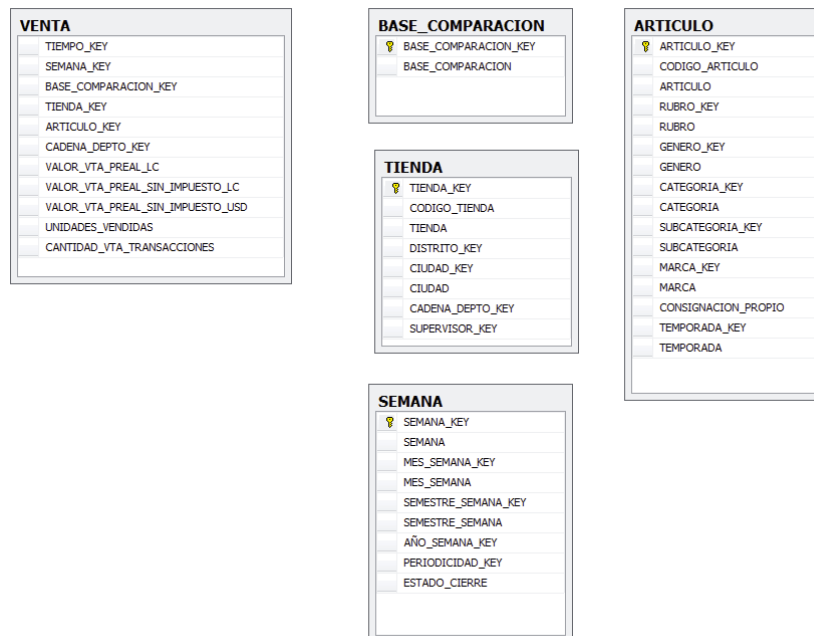 VENTA
TIEMPO_KEY
SEMANA_KEY
BASE_COMPARACION_KEY
TIENDA_KEY
ARTICULO_KEY
CADENA_DEPTO_KEY
VALOR_VTA_PREAL_LC
VALOR_VTA_PREAL_SIN_IMPUESTO_LC
VALOR_VTA_PREAL_SIN_IMPUESTO_USD
UNIDADES_VENDIDAS
CANTIDAD_VTA_TRANSACCIONES
BASE_COMPARACION
BASE_COMPARACION_KEY
BASE_COMPARACION
TIENDA
TIENDA_KEY
CODIGO_TIENDA
TIENDA
DISTRITO_KEY
CIUDAD_KEY
CIUDAD
CADENA_DEPTO_KEY
SUPERVISOR_KEY
SEMANA
SEMANA_KEY
SEMANA
MES_SEMANA_KEY
MES_SEMANA
SEMESTRE_SEMANA_KEY
SEMESTRE_SEMANA
AÑO_SEMANA_KEY
PERIODICIDAD_KEY
ESTADO_CIERRE
ARTICULO
ARTICULO_KEY
CODIGO_ARTICULO
ARTICULO
RUBRO_KEY
RUBRO
GENERO_KEY
GENERO
CATEGORIA_KEY
CATEGORIA
SUBCATEGORIA_KEY
SUBCATEGORIA
MARCA_KEY
MARCA
CONSIGNACION_PROPIO
TEMPORADA_KEY
TEMPORADA